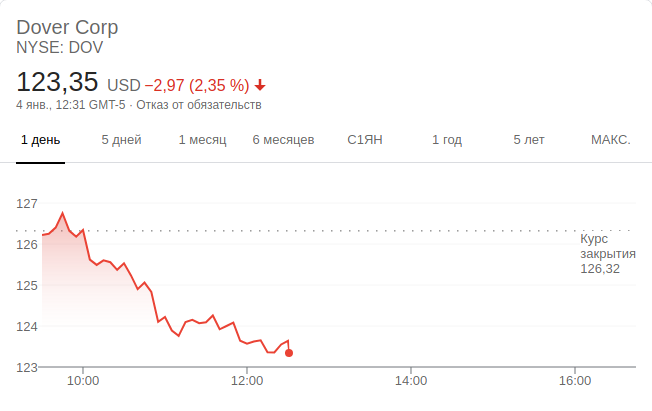 Dover Corp
NYSE: DOV
123,35 USD −2,97 (2,35 %)
4 янв., 12:31 GMT-5 · Отказ от обязательств
1 день 5 дней 1 месяц 6 месяцев С1ЯН 1 год 5 лет МАКС.
127
126
125
124
123
Курс
закрытия
126,32
10:00 12:00 14:00 16:00